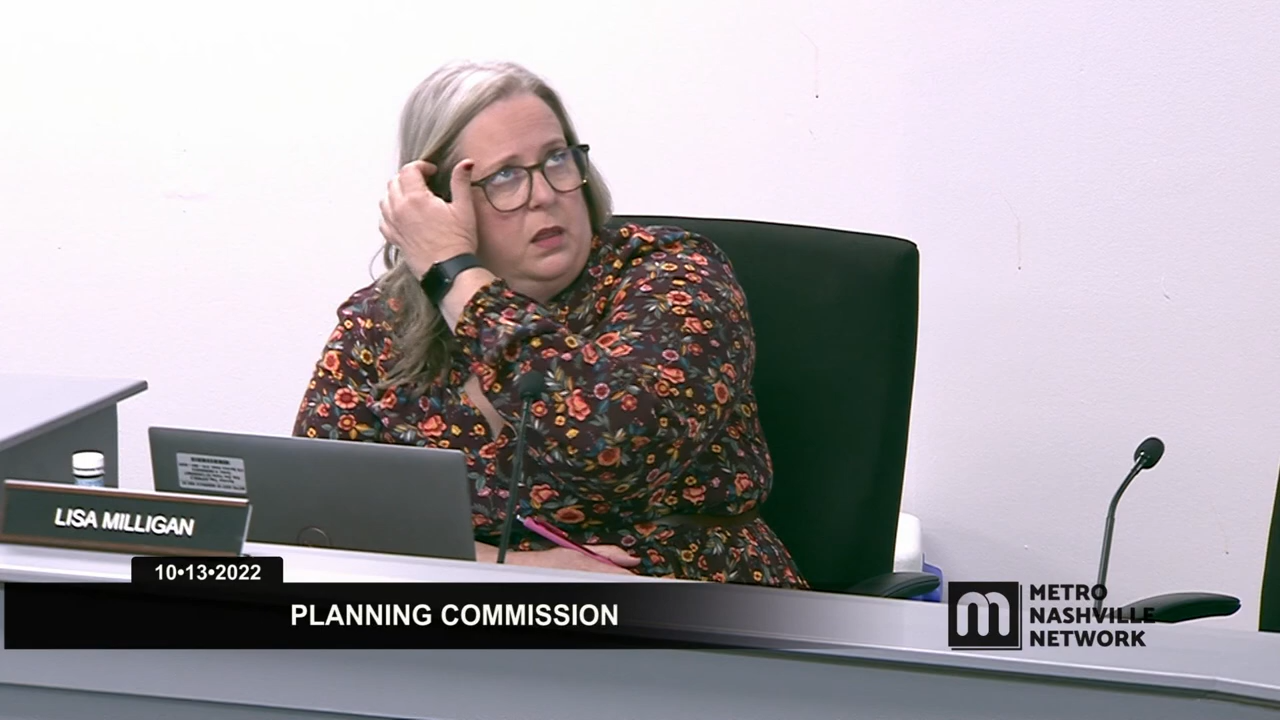 LISA MILLIGAN
10•13•2022
PLANNING COMMISSION
m
METRO
NASHVILLE
NETWORK